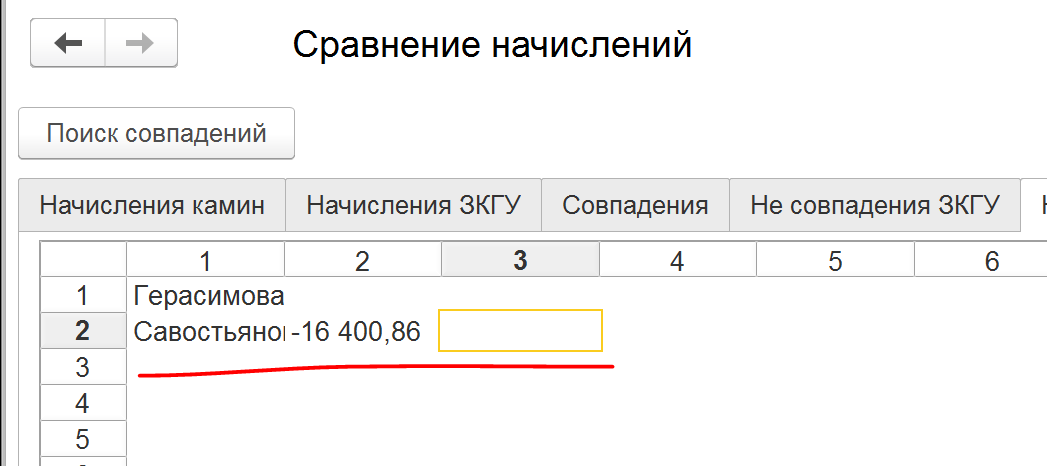 Сравнение начислений
Поиск совпадений
Начисления камин Начисления ЗКГУ Совпадения Не совпадения ЗКГУ
1 2 3 4 5 6
1 Герасимова
2 -16 400,86
3
4
5